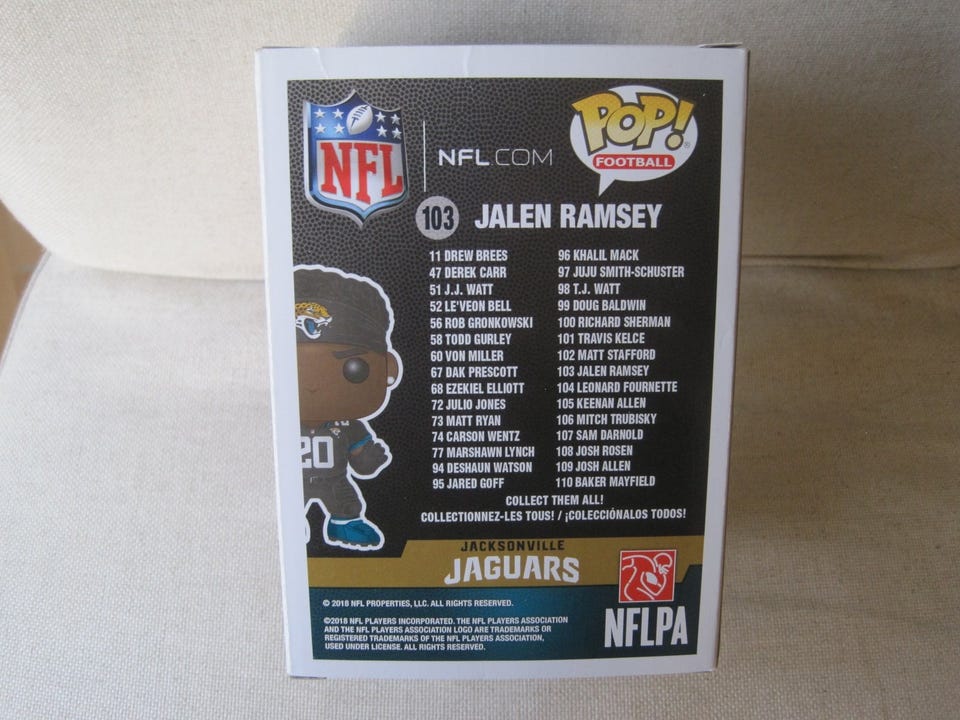 NFL
NFL.COM
POP!
FOOTBALL
103 JALEN RAMSEY
11 DREW BREES
47 DEREK CARR
51 J.J. WATT
52 LE'VEON BELL
56 ROB GRONKOWSKI
58 TODD GURLEY
60 VON MILLER
67 DAK PRESCOTT
68 EZEKIEL ELLIOTT
72 JULIO JONES
73 MATT RYAN
74 CARSON WENTZ
77 MARSHAWN LYNCH
94 DESHAUN WATSON
95 JARED GOFF
96 KHALIL MACK
97 JUJU SMITH-SCHUSTER
98 T.J. WATT
99 DOUG BALDWIN
100 RICHARD SHERMAN
101 TRAVIS KELCE
102 MATT STAFFORD
103 JALEN RAMSEY
104 LEONARD FOURNETTE
105 KEENAN ALLEN
106 MITCH TRUBISKY
107 SAM DARNOLD
108 JOSH ROSEN
109 JOSH ALLEN
110 BAKER MAYFIELD
20
COLLECT THEM ALL!
COLLECTIONNEZ-LES TOUS! / ¡COLECCIÓNALOS TODOS!
JACKSONVILLE
JAGUARS
© 2018 NFL PROPERTIES, LLC. ALL RIGHTS RESERVED.
©2018 NFL PLAYERS INCORPORATED. THE NFL PLAYERS ASSOCIATION
AND THE NFL PLAYERS ASSOCIATION LOGO ARE TRADEMARKS OR
REGISTERED TRADEMARKS OF THE NFL PLAYERS ASSOCIATION,
USED UNDER LICENSE. ALL RIGHTS RESERVED.
NFLPA